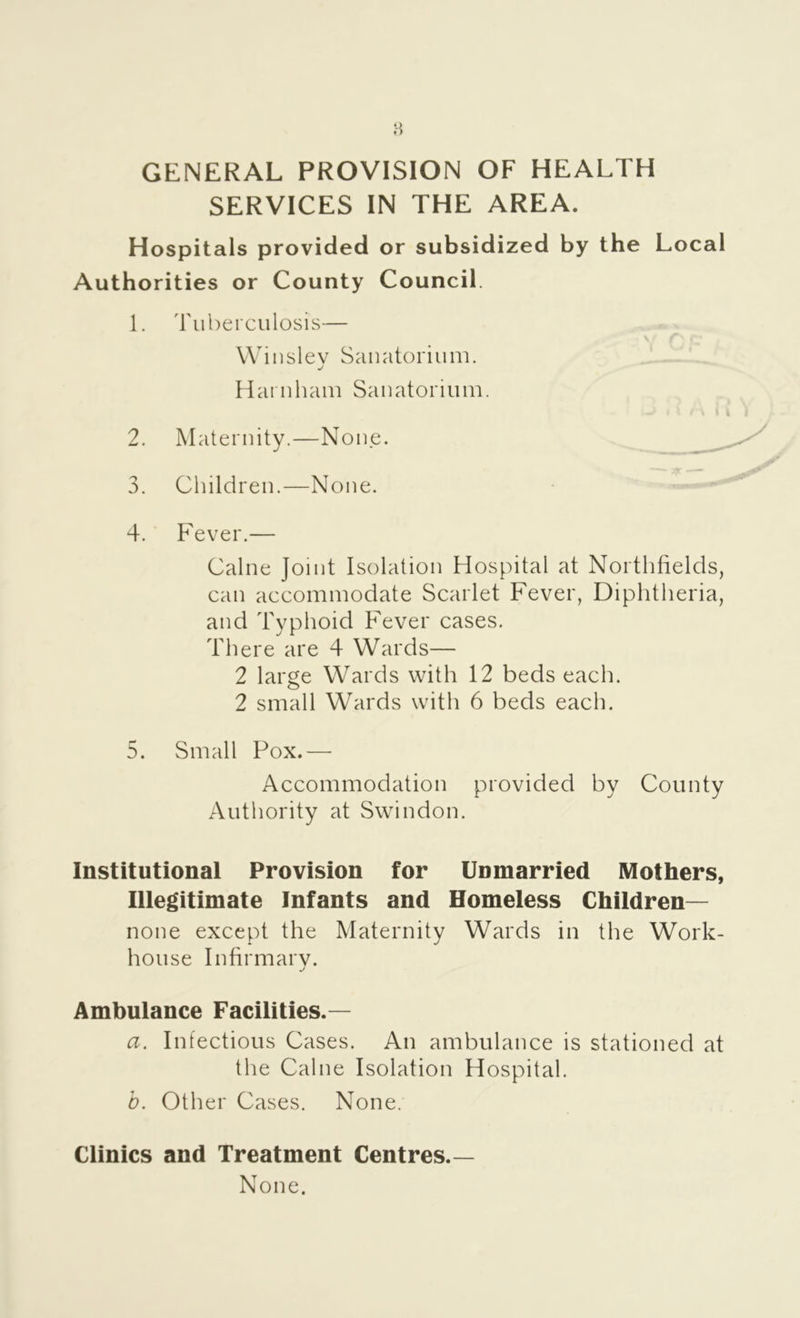 3
GENERAL PROVISION OF HEALTH
SERVICES IN THE AREA.
Hospitals provided or subsidized by the Local
Authorities or County Council.
1. Tuberculosis—
Winsley Sanatorium.
Harnham Sanatorium.
2. Maternity.—None.
3. Children.—None.
4. Fever.—
Calne Joint Isolation Hospital at Northfields,
can accommodate Scarlet Fever, Diphtheria,
and Typhoid Fever cases.
There are 4 Wards—
2 large Wards with 12 beds each.
2 small Wards with 6 beds each.
5. Small Pox.—
Accommodation provided by County
Authority at Swindon.
Institutional Provision for Unmarried Mothers,
Illegitimate Infants and Homeless Children—
none except the Maternity Wards in the Work-
house Infirmary.
Ambulance Facilities.—
a. Infectious Cases. An ambulance is stationed at
the Calne Isolation Hospital.
b. Other Cases. None.
Clinics and Treatment Centres.—
None.